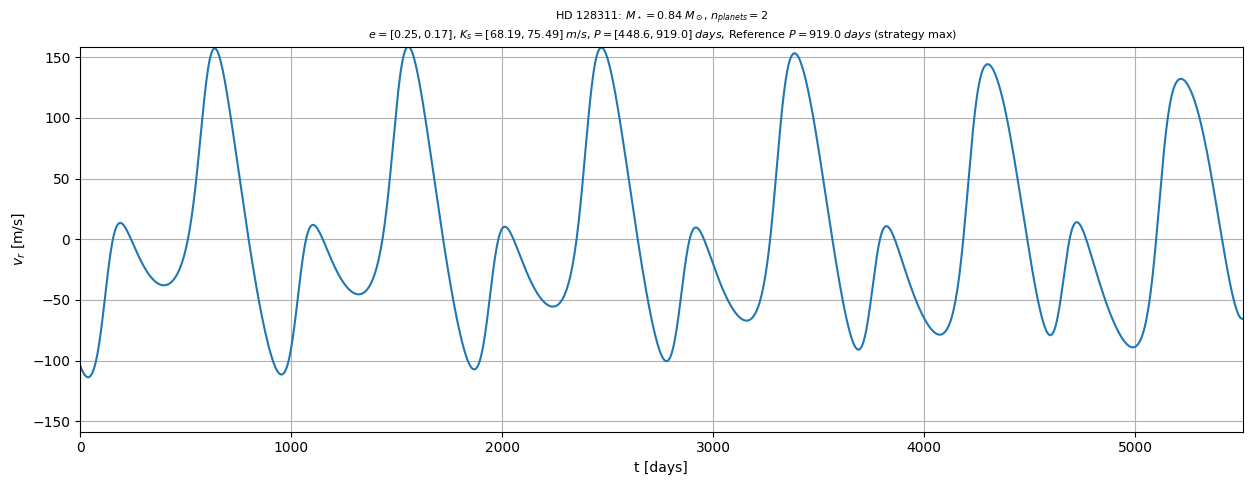 HD 128311: M⋆ = 0.84 M⊙, n_planets = 2
e = [0.25, 0.17], Ks = [68.19, 75.49] m/s, P = [448.6, 919.0] days, Reference P = 919.0 days (strategy max)
150
100
50
0
−50
−100
−150
v_r [m/s]
0 1000 2000 3000 4000 5000
t [days]